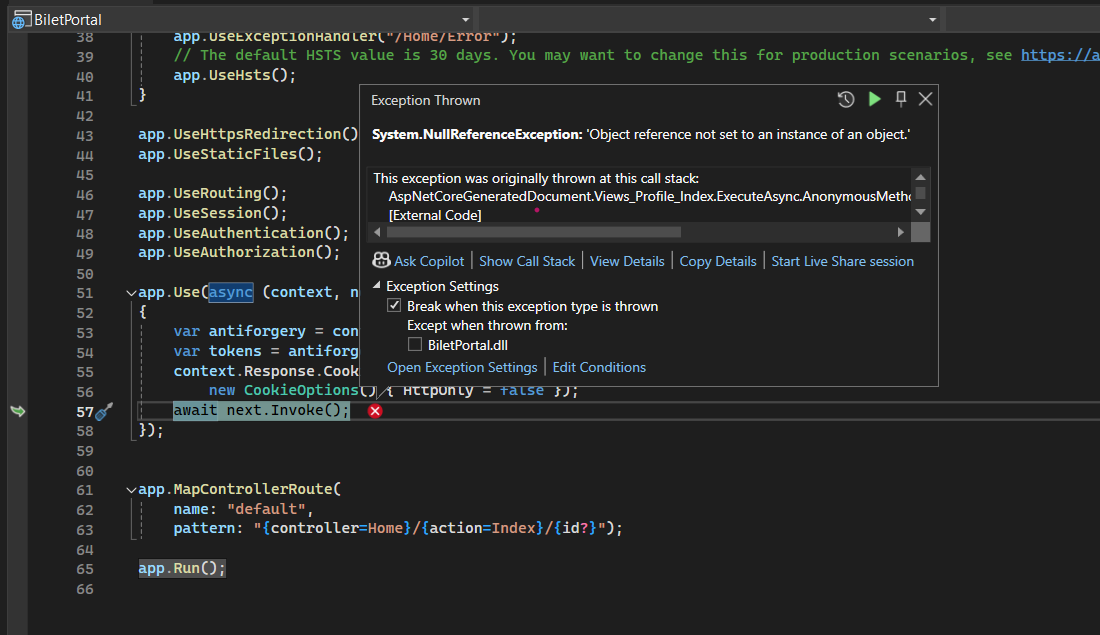 BiletPortal
38 app.UseExceptionHandler("/Home/Error");
39 // The default HSTS value is 30 days. You may want to change this for production scenarios, see https://a
40 app.UseHsts();
41 }
42
43 app.UseHttpsRedirection()
44 app.UseStaticFiles();
45
46 app.UseRouting();
47 app.UseSession();
48 app.UseAuthentication();
49 app.UseAuthorization();
50
51 app.Use(async (context, n
52 {
53 var antiforgery = con
54 var tokens = antiforg
55 context.Response.Cook
56 new CookieOptions() { HttpOnly = false });
57 await next.Invoke();
58 });
59
60
61 app.MapControllerRoute(
62 name: "default",
63 pattern: "{controller=Home}/{action=Index}/{id?}");
64
65 app.Run();
66
Exception Thrown
System.NullReferenceException: 'Object reference not set to an instance of an object.'
This exception was originally thrown at this call stack:
AspNetCoreGeneratedDocument.Views_Profile_Index.ExecuteAsync.AnonymousMetho
[External Code]
Ask Copilot | Show Call Stack | View Details | Copy Details | Start Live Share session
Exception Settings
Break when this exception type is thrown
Except when thrown from:
BiletPortal.dll
Open Exception Settings | Edit Conditions